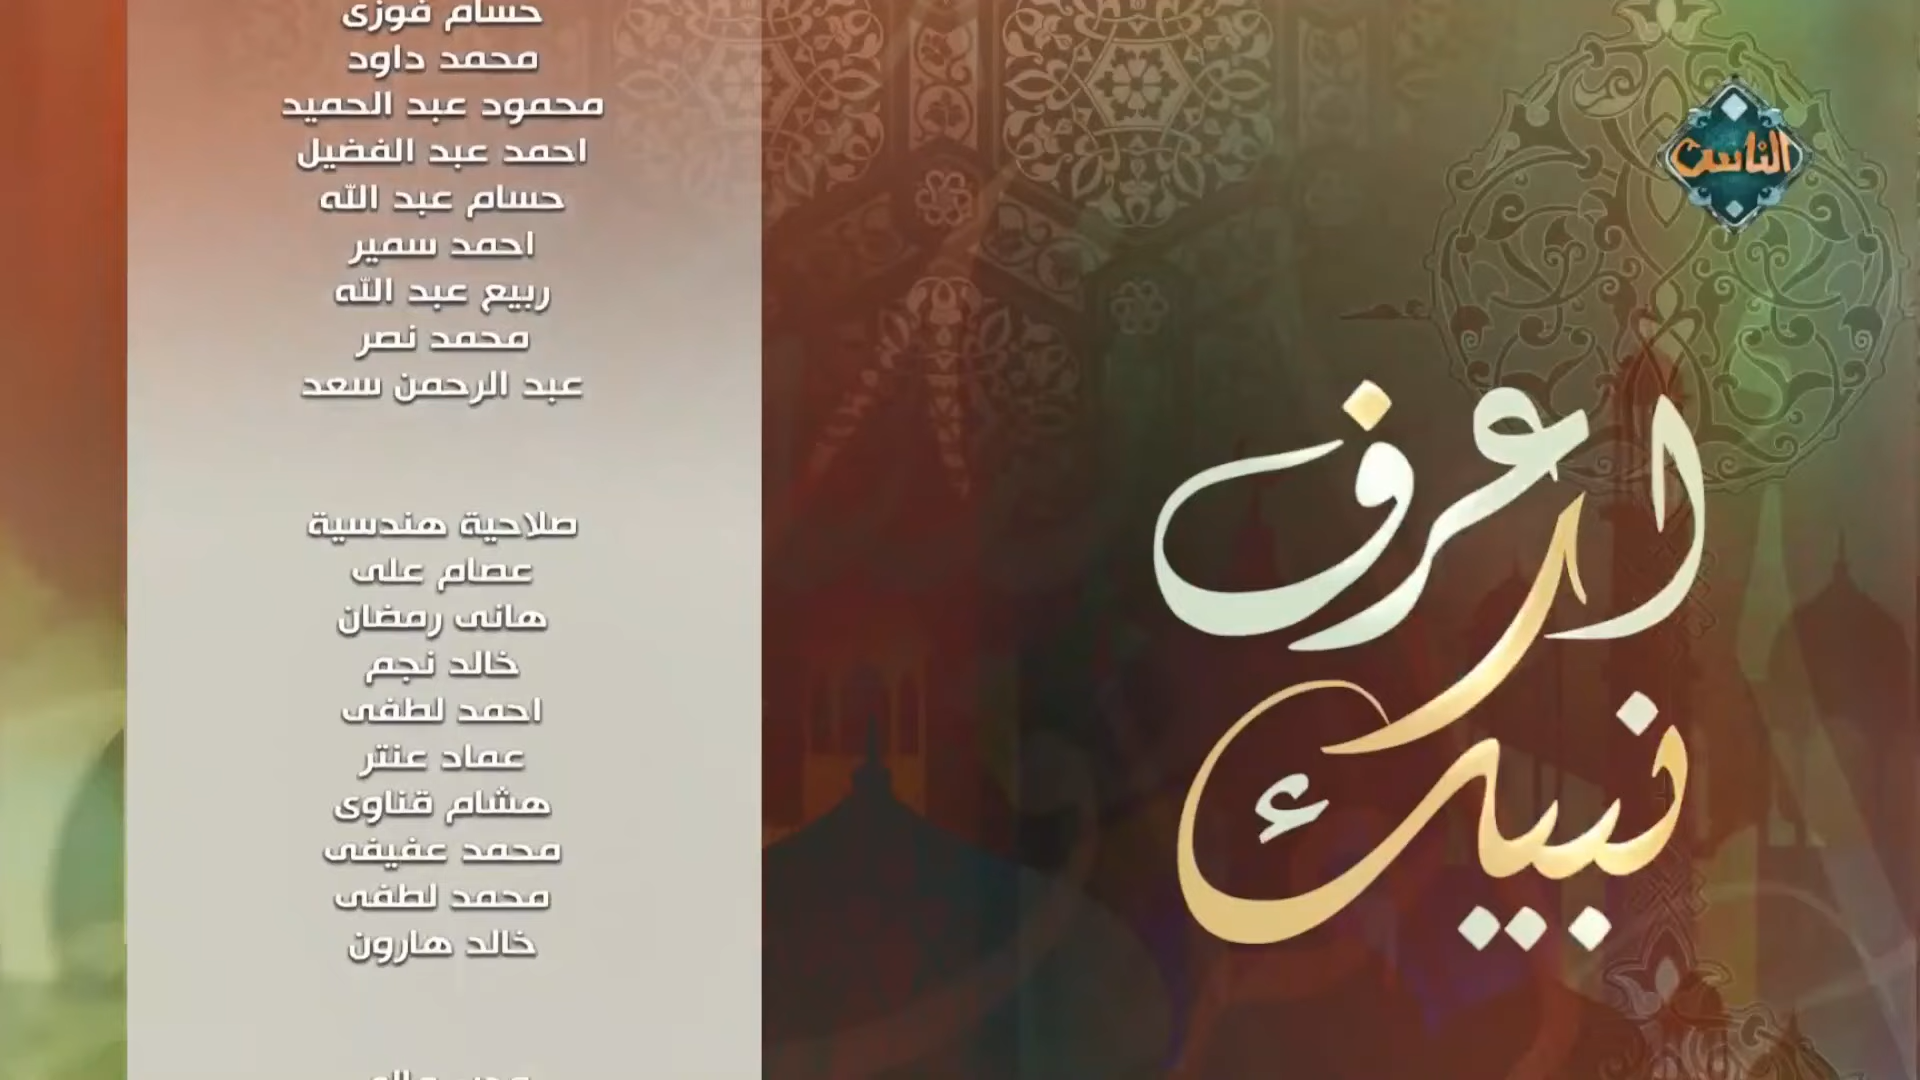 حسام فوزى
محمد داود
محمود عبد الحميد
احمد عبد الفضيل
حسام عبد الله
احمد سمير
ربيع عبد الله
محمد نصر
عبد الرحمن سعد
صلاحية هندسية
عصام على
هانى رمضان
خالد نجم
احمد لطفى
عماد عنتر
هشام قناوى
محمد عفيفى
محمد لطفى
خالد هارون
الناس
اعرف
نبيك